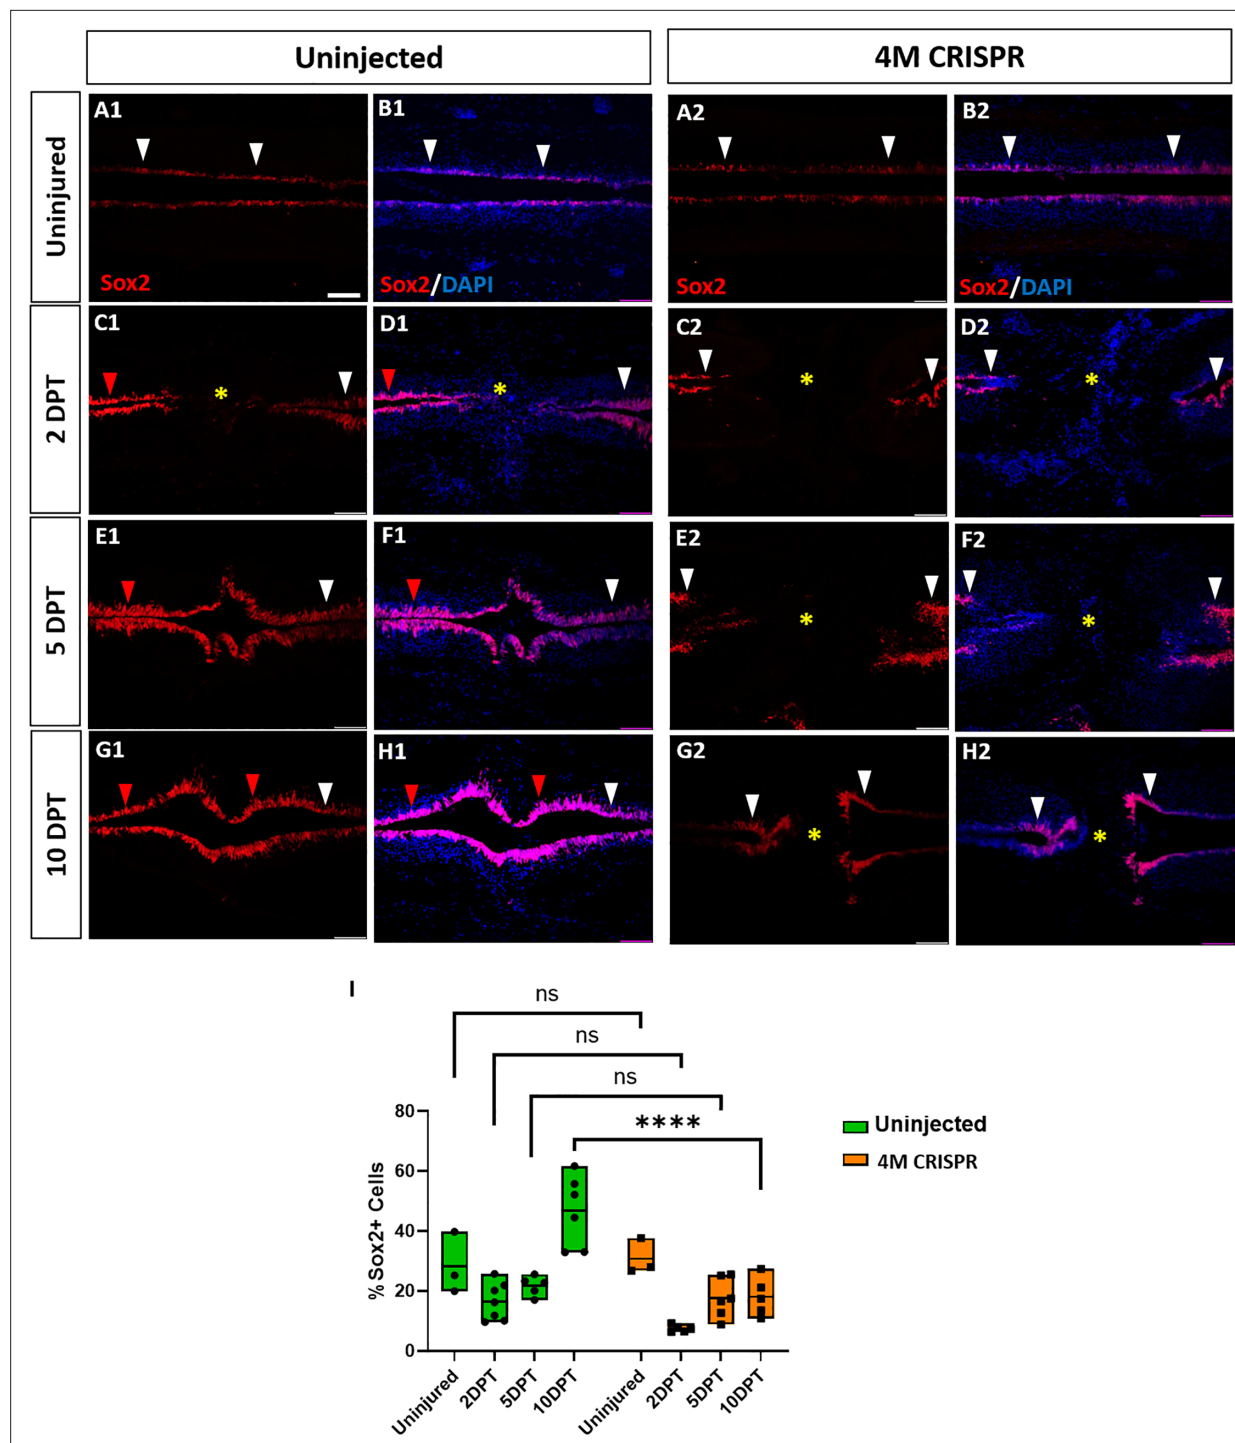 Uninjected
4M CRISPR
Uninjured
A1
B1
A2
B2
Sox2
Sox2/DAPI
Sox2
Sox2/DAPI
2 DPT
C1
D1
C2
D2
*
*
*
*
5 DPT
E1
F1
E2
F2
*
*
10 DPT
G1
H1
G2
H2
*
*
I
ns
ns
ns
****
% Sox2+ Cells
80
60
40
20
0
Uninjured
2DPT
5DPT
10DPT
Uninjured
2DPT
5DPT
10DPT
Uninjected
4M CRISPR